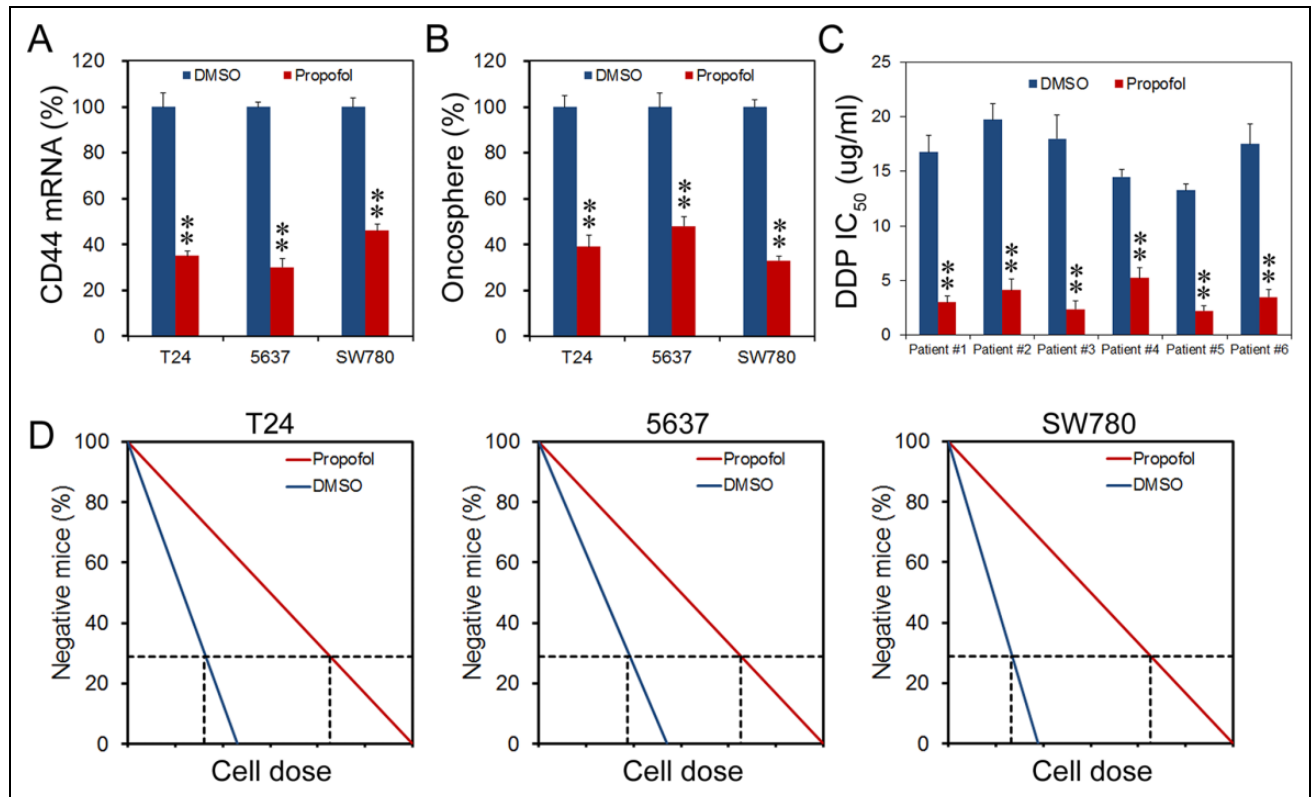 A
CD44 mRNA (%)
120
100
80
60
40
20
0
DMSO Propofol
** ** **
T24 5637 SW780
B
Oncosphere (%)
120
100
80
60
40
20
0
DMSO Propofol
** ** **
T24 5637 SW780
C
DDP IC50 (ug/ml)
25
20
15
10
5
0
DMSO Propofol
** ** ** ** ** **
Patient #1 Patient #2 Patient #3 Patient #4 Patient #5 Patient #6
D
T24
Negative mice (%)
100
80
60
40
20
0
Propofol
DMSO
Cell dose
5637
Negative mice (%)
100
80
60
40
20
0
Propofol
DMSO
Cell dose
SW780
Negative mice (%)
100
80
60
40
20
0
Propofol
DMSO
Cell dose